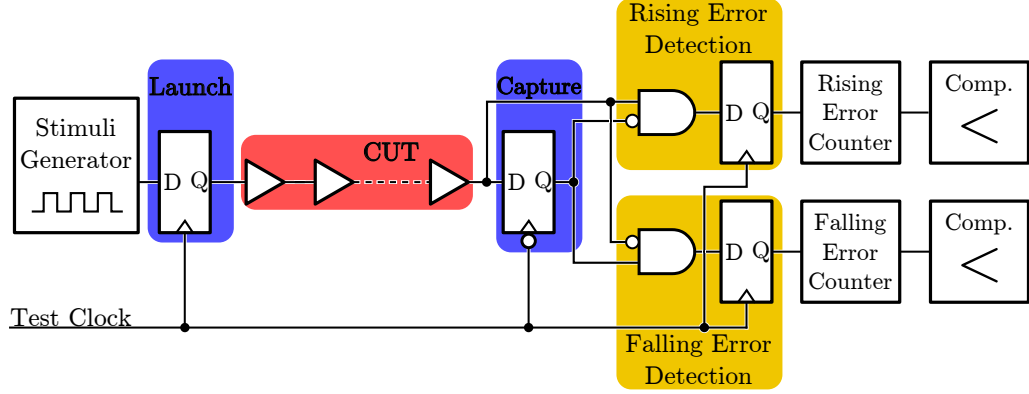 Rising Error
Detection
Launch
Capture
Stimuli
Generator
CUT
D Q
D Q
D Q
Rising
Error
Counter
Comp.
<
D Q
Falling
Error
Counter
Comp.
<
Test Clock
Falling Error
Detection